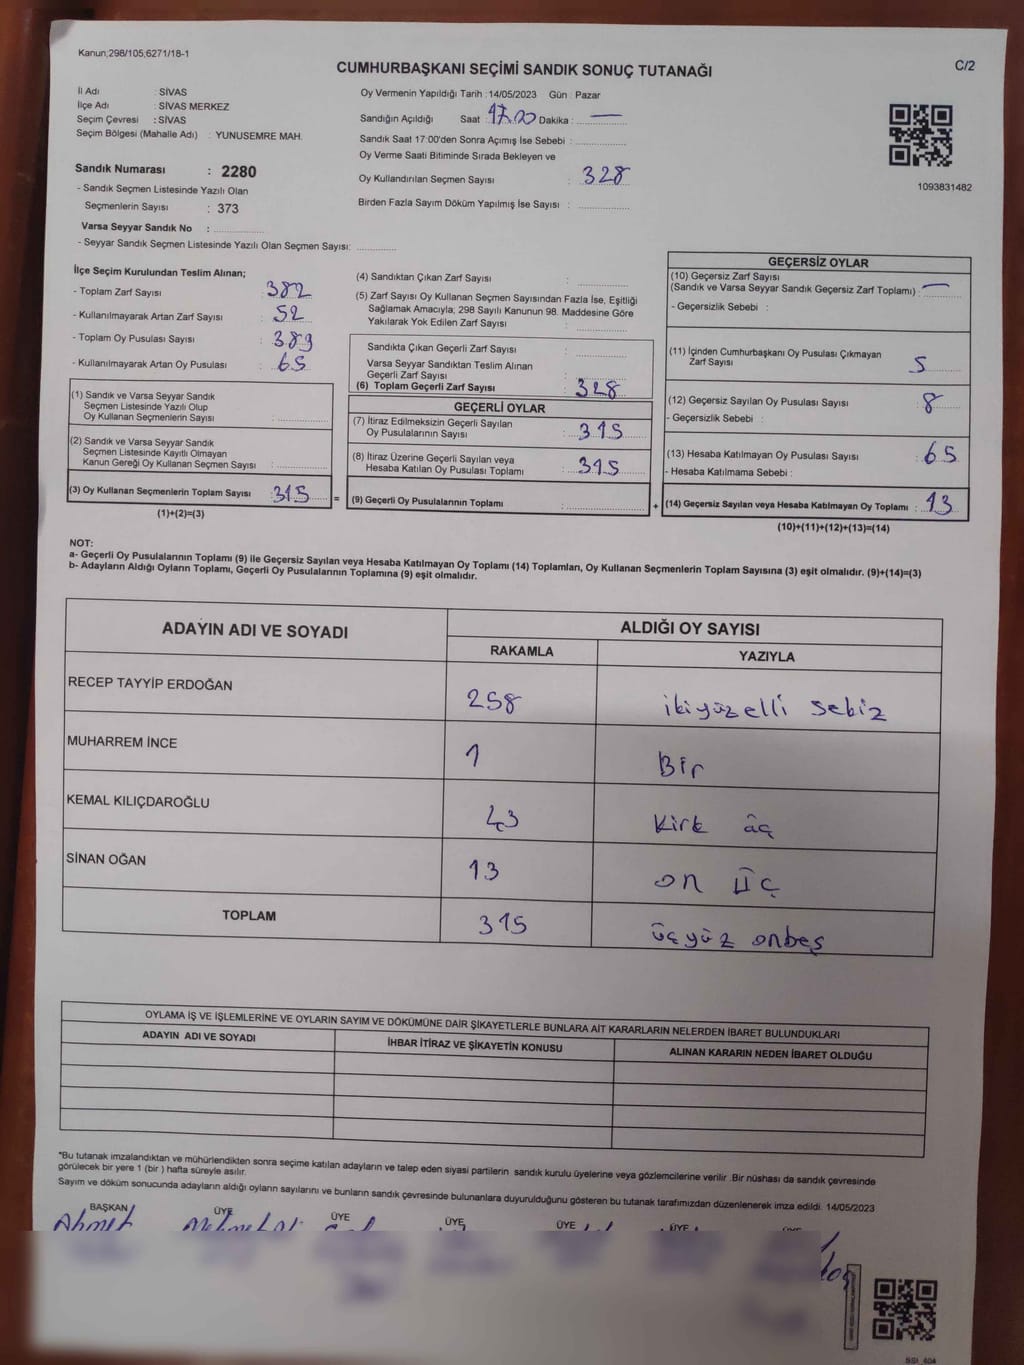 Kanun;298/105;6271/18-1
C/2
CUMHURBAŞKANI SEÇİMİ SANDIK SONUÇ TUTANAĞI
İl Adı : SİVAS
İlçe Adı : SİVAS MERKEZ
Seçim Çevresi : SİVAS
Seçim Bölgesi (Mahalle Adı) : YUNUSEMRE MAH.
Oy Vermenin Yapıldığı Tarih : 14/05/2023 Gün : Pazar
Sandığın Açıldığı Saat : 17.00 Dakika : —
Sandık Saat 17:00'den Sonra Açımış İse Sebebi :
Oy Verme Saati Bitiminde Sırada Bekleyen ve
Oy Kullandırılan Seçmen Sayısı : 328
Birden Fazla Sayım Döküm Yapılmış İse Sayısı :
1093831482
Sandık Numarası : 2280
- Sandık Seçmen Listesinde Yazılı Olan
Seçmenlerin Sayısı : 373
Varsa Seyyar Sandık No :
- Seyyar Sandık Seçmen Listesinde Yazılı Olan Seçmen Sayısı:
İlçe Seçim Kurulundan Teslim Alınan;
- Toplam Zarf Sayısı : 382
- Kullanılmayarak Artan Zarf Sayısı : 52
- Toplam Oy Pusulası Sayısı : 383
- Kullanılmayarak Artan Oy Pusulası : 65
(1) Sandık ve Varsa Seyyar Sandık
Seçmen Listesinde Yazılı Olup
Oy Kullanan Seçmenlerin Sayısı :
(2) Sandık ve Varsa Seyyar Sandık
Seçmen Listesinde Kayıtlı Olmayan
Kanun Gereği Oy Kullanan Seçmen Sayısı :
(3) Oy Kullanan Seçmenlerin Toplam Sayısı : 315 =
(1)+(2)=(3)
(4) Sandıktan Çıkan Zarf Sayısı :
(5) Zarf Sayısı Oy Kullanan Seçmen Sayısından Fazla İse, Eşitliği
Sağlamak Amacıyla; 298 Sayılı Kanunun 98. Maddesine Göre
Yakılarak Yok Edilen Zarf Sayısı :
Sandıkta Çıkan Geçerli Zarf Sayısı :
Varsa Seyyar Sandıktan Teslim Alınan
Geçerli Zarf Sayısı :
(6) Toplam Geçerli Zarf Sayısı : 328
GEÇERLİ OYLAR
(7) İtiraz Edilmeksizin Geçerli Sayılan
Oy Pusulalarının Sayısı : 315
(8) İtiraz Üzerine Geçerli Sayılan veya
Hesaba Katılan Oy Pusulası Toplamı : 315
(9) Geçerli Oy Pusulalarının Toplamı : +
GEÇERSİZ OYLAR
(10) Geçersiz Zarf Sayısı
(Sandık ve Varsa Seyyar Sandık Geçersiz Zarf Toplamı) : —
- Geçersizlik Sebebi :
(11) İçinden Cumhurbaşkanı Oy Pusulası Çıkmayan
Zarf Sayısı 5
(12) Geçersiz Sayılan Oy Pusulası Sayısı : 8
- Geçersizlik Sebebi :
(13) Hesaba Katılmayan Oy Pusulası Sayısı : 65
- Hesaba Katılmama Sebebi :
(14) Geçersiz Sayılan veya Hesaba Katılmayan Oy Toplamı : 13
(10)+(11)+(12)+(13)=(14)
NOT:
a- Geçerli Oy Pusulalarının Toplamı (9) ile Geçersiz Sayılan veya Hesaba Katılmayan Oy Toplamı (14) Toplamları, Oy Kullanan Seçmenlerin Toplam Sayısına (3) eşit olmalıdır. (9)+(14)=(3)
b- Adayların Aldığı Oyların Toplamı, Geçerli Oy Pusulalarının Toplamına (9) eşit olmalıdır.
ADAYIN ADI VE SOYADI
ALDIĞI OY SAYISI
RAKAMLA YAZIYLA
RECEP TAYYİP ERDOĞAN 258 ikiyüzelli sekiz
MUHARREM İNCE 1 Bir
KEMAL KILIÇDAROĞLU 43 kirk üç
SİNAN OĞAN 13 on üç
TOPLAM 315 üçyüz onbeş
OYLAMA İŞ VE İŞLEMLERİNE VE OYLARIN SAYIM VE DÖKÜMÜNE DAİR ŞİKAYETLERLE BUNLARA AİT KARARLARIN NELERDEN İBARET BULUNDUKLARI
ADAYIN ADI VE SOYADI İHBAR İTİRAZ VE ŞİKAYETİN KONUSU ALINAN KARARIN NEDEN İBARET OLDUĞU
*Bu tutanak imzalandıktan ve mühürlendikten sonra seçime katılan adayların ve talep eden siyasi partilerin sandık kurulu üyelerine veya gözlemcilerine verilir .Bir nüshası da sandık çevresinde
görülecek bir yere 1 (bir ) hafta süreyle asılır.
Sayım ve döküm sonucunda adayların aldığı oyların sayılarını ve bunların sandık çevresinde bulunanlara duyurulduğunu gösteren bu tutanak tarafımızdan düzenlenerek imza edildi. 14/05/2023
BAŞKAN ÜYE ÜYE ÜYE ÜYE ÜYE
Ahmet